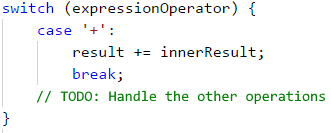 switch (expressionOperator) {
    case '+':
        result += innerResult;
        break;
    // TODO: Handle the other operations
}